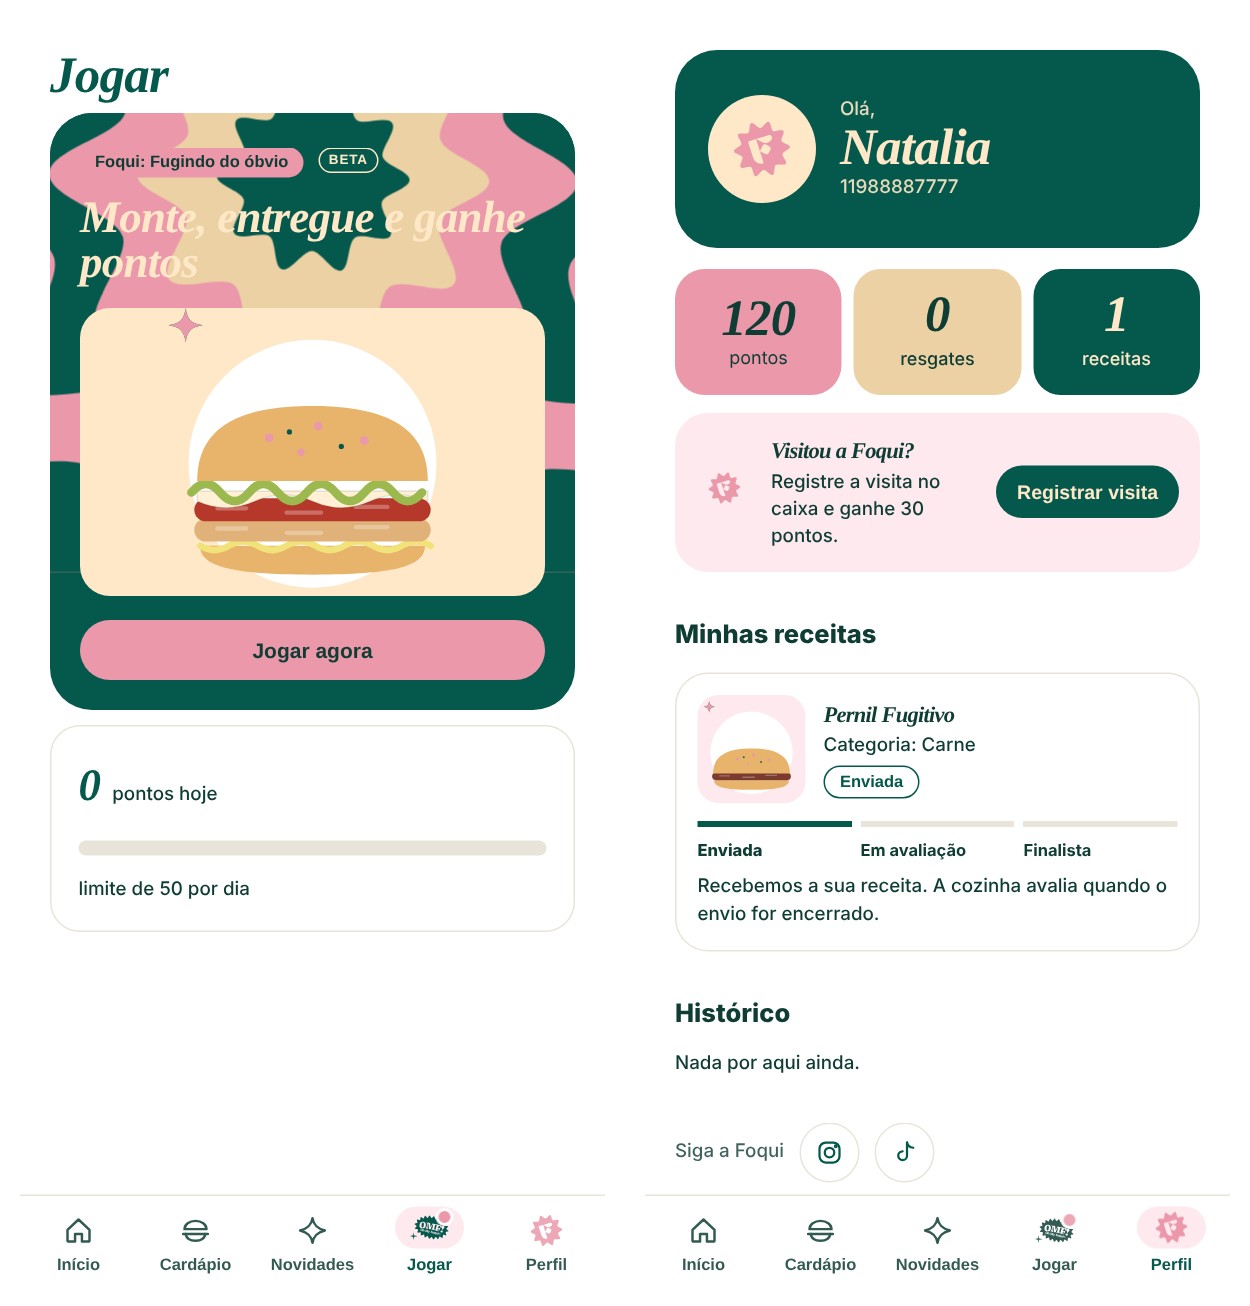 Jogar
Foqui: Fugindo do óbvio
BETA
Monte, entregue e ganhe
pontos
Jogar agora
0 pontos hoje
limite de 50 por dia
Início
Cardápio
Novidades
Jogar
Perfil
Olá,
Natalia
11988887777
120
pontos
0
resgates
1
receitas
Visitou a Foqui?
Registre a visita no
caixa e ganhe 30
pontos.
Registrar visita
Minhas receitas
Pernil Fugitivo
Categoria: Carne
Enviada
Enviada
Em avaliação
Finalista
Recebemos a sua receita. A cozinha avalia quando o
envio for encerrado.
Histórico
Nada por aqui ainda.
Siga a Foqui
Início
Cardápio
Novidades
Jogar
Perfil